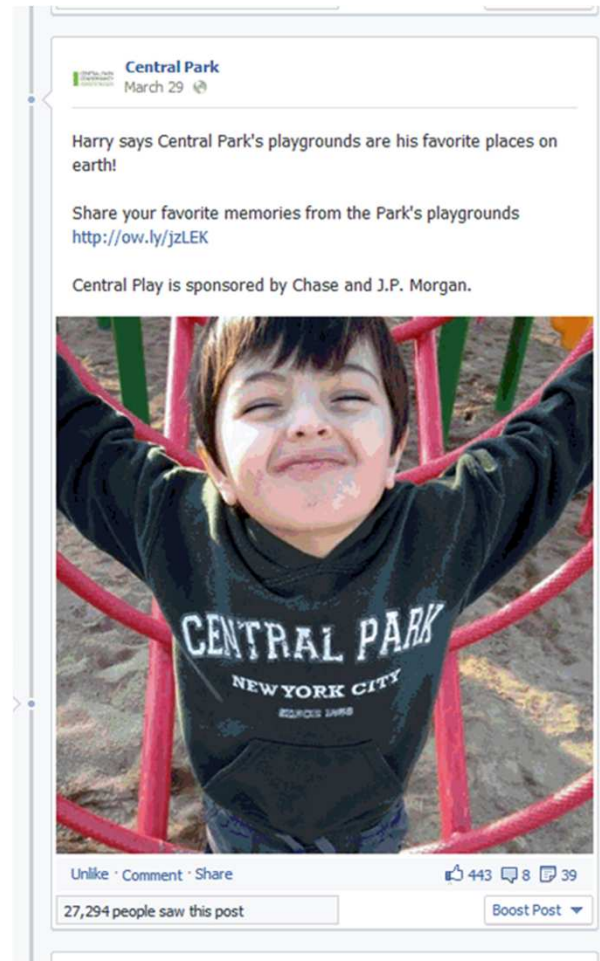 Central Park
March 29
Harry says Central Park's playgrounds are his favorite places on
earth!
Share your favorite memories from the Park's playgrounds
http://ow.ly/jzLEK
Central Play is sponsored by Chase and J.P. Morgan.
CENTRAL PARK
NEW YORK CITY
Unlike · Comment · Share
443 8 39
27,294 people saw this post
Boost Post